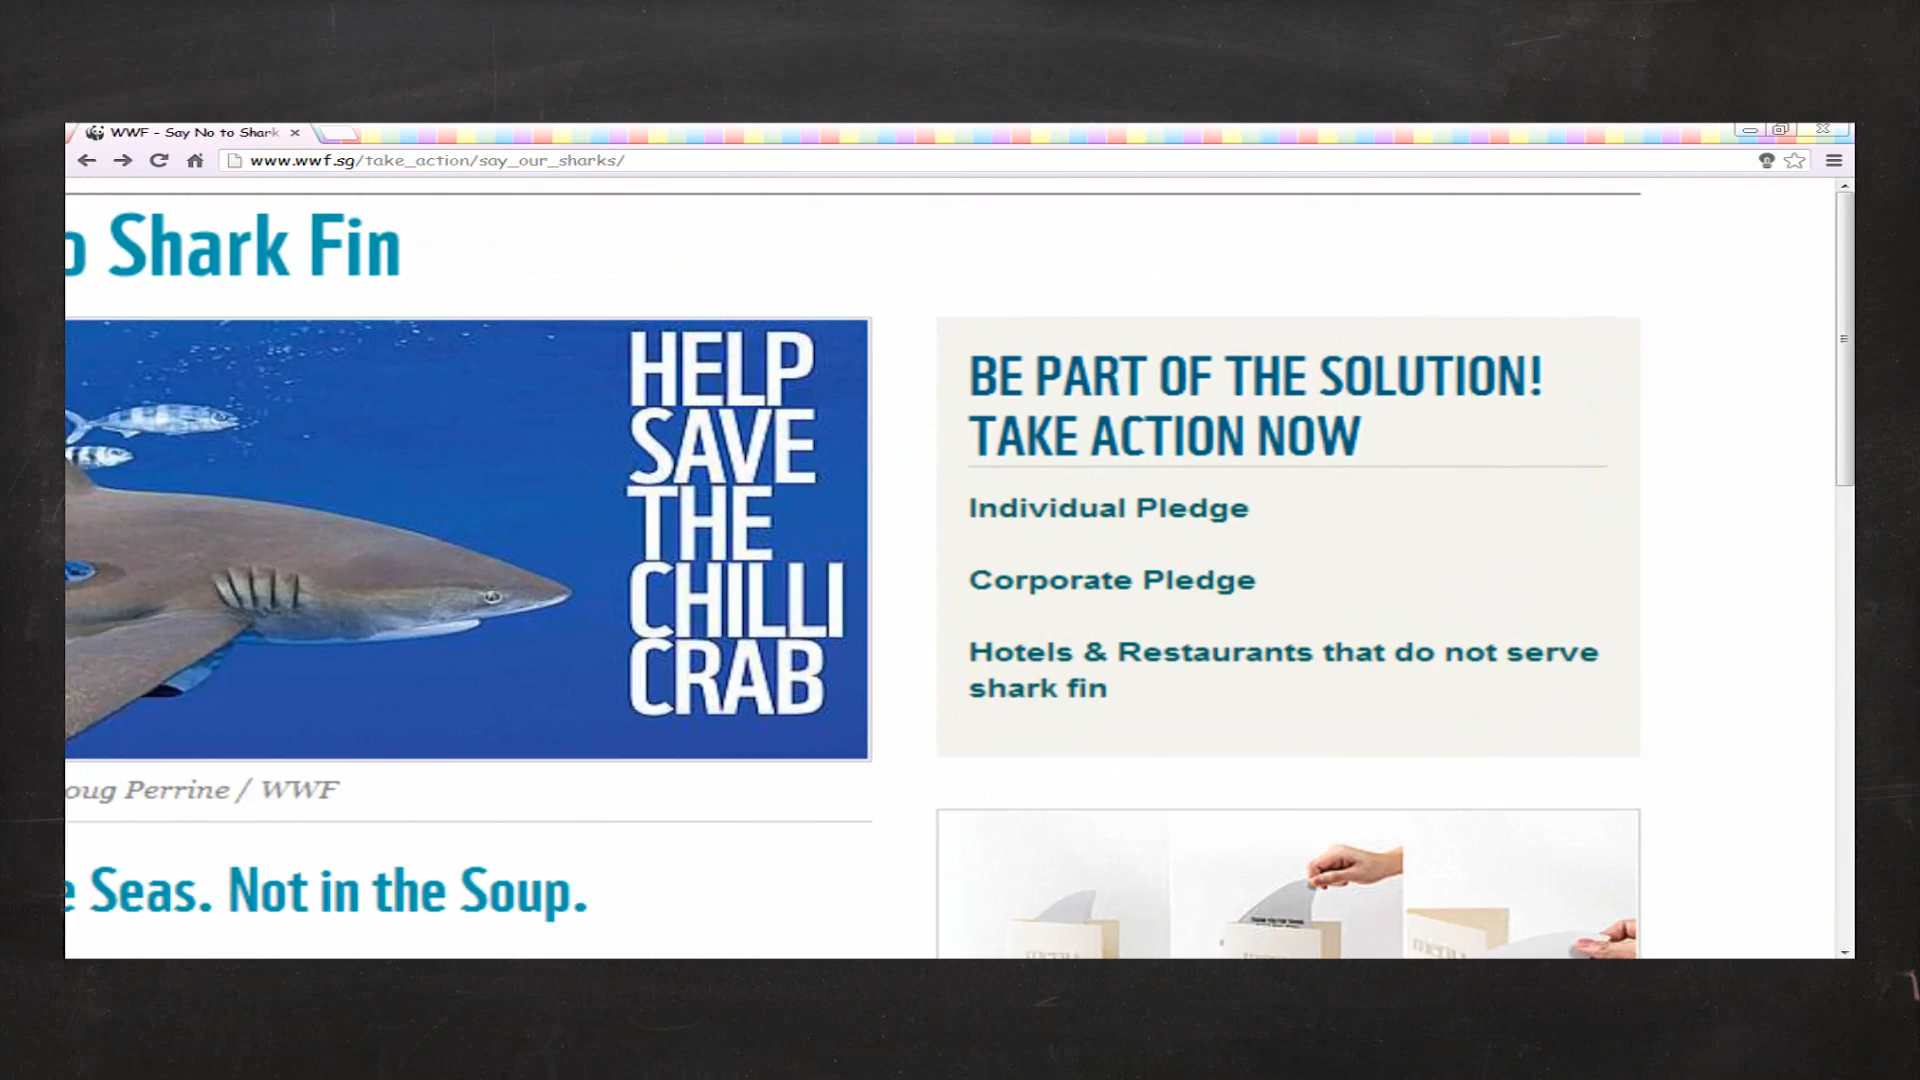 WWF - Say No to Shark
www.wwf.sg/take_action/say_our_sharks/
o Shark Fin
HELP
SAVE
THE
CHILLI
CRAB
BE PART OF THE SOLUTION!
TAKE ACTION NOW
Individual Pledge
Corporate Pledge
Hotels & Restaurants that do not serve
shark fin
oug Perrine / WWF
e Seas. Not in the Soup.
menu